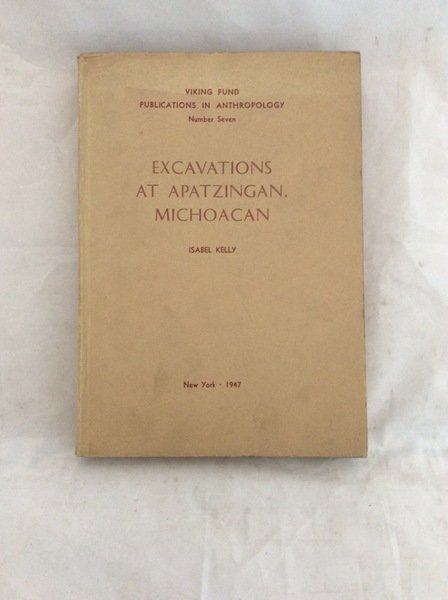 VIKING FUND
PUBLICATIONS IN ANTHROPOLOGY
Number Seven
EXCAVATIONS
AT APATZINGAN,
MICHOACAN
ISABEL KELLY
New York · 1947